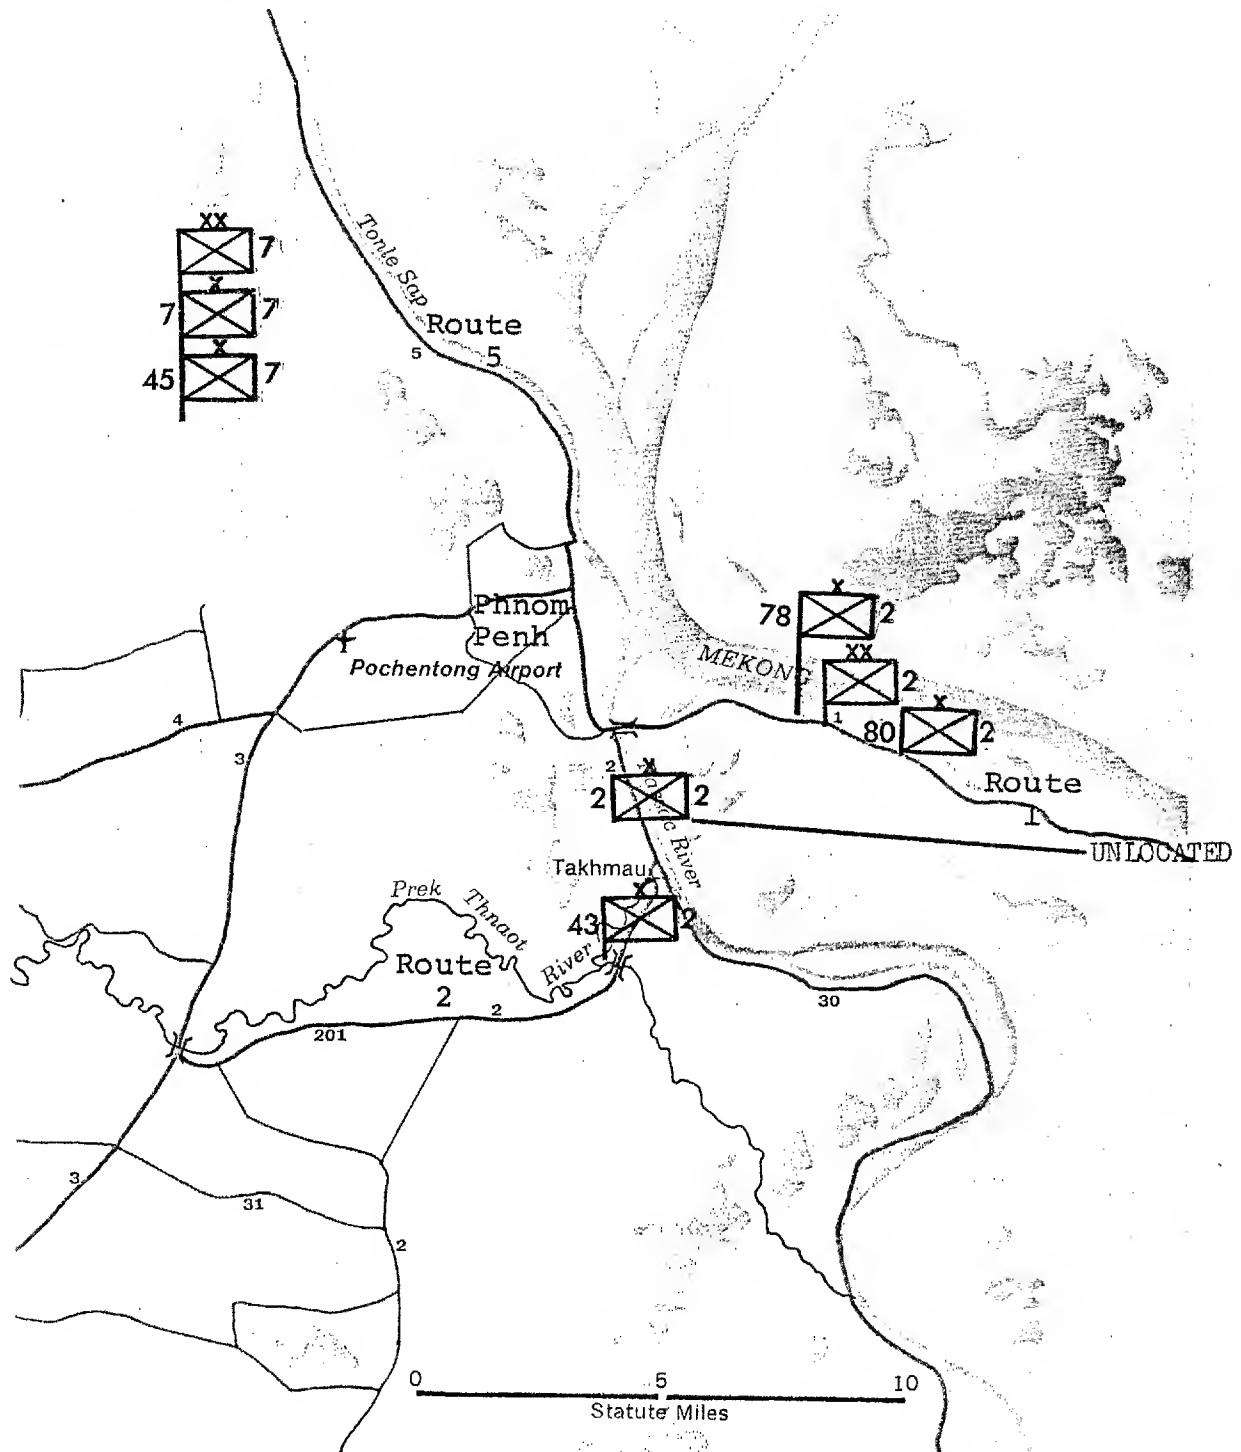 XX
7
X
7 7
X
45 7
Tonle Sap
Route
5
5
Phnom
Penh
Pochentong Airport
X
78 2
MEKONG
XX
2
1
X
80 2
4
3
2
X
2 2
River
Route
1
UNLOCATED
Takhmau
X
43 2
Prek
Thnaot
River
Route
2
2
201
30
3
31
2
0 5 10
Statute Miles